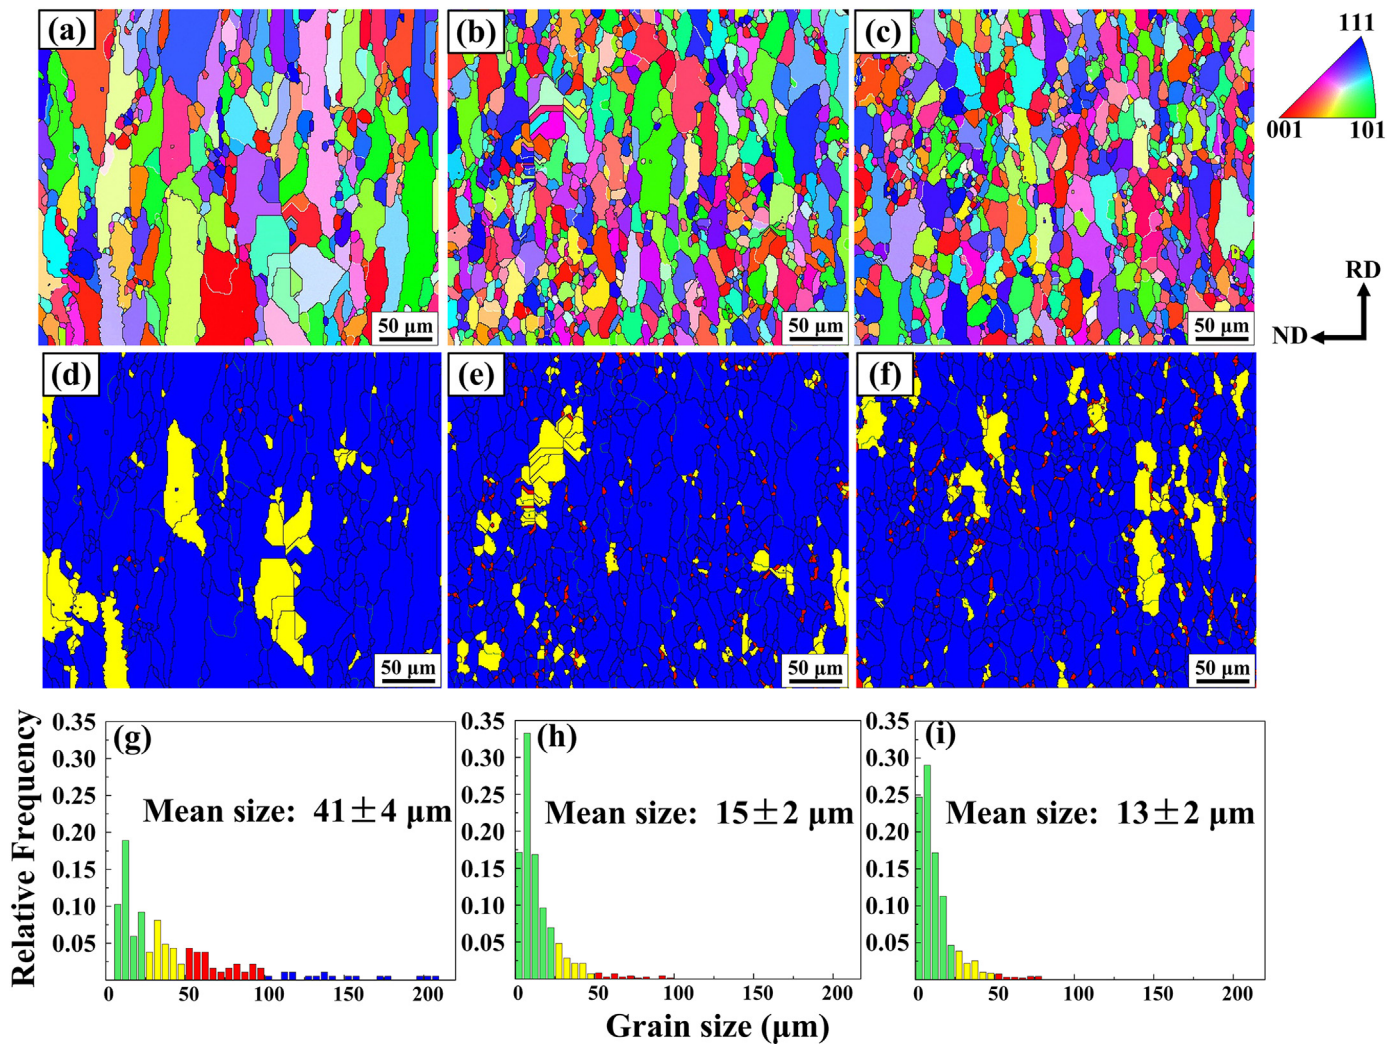 (a)
(b)
(c)
111
001
101
RD
ND
50 μm
50 μm
50 μm
(d)
(e)
(f)
50 μm
50 μm
50 μm
Relative Frequency
0.35
0.30
0.25
0.20
0.15
0.10
0.05
(g)
Mean size: 41±4 μm
0
50
100
150
200
0.35
0.30
0.25
0.20
0.15
0.10
0.05
(h)
Mean size: 15±2 μm
0
50
100
150
200
0.35
0.30
0.25
0.20
0.15
0.10
0.05
(i)
Mean size: 13±2 μm
0
50
100
150
200
Grain size (μm)